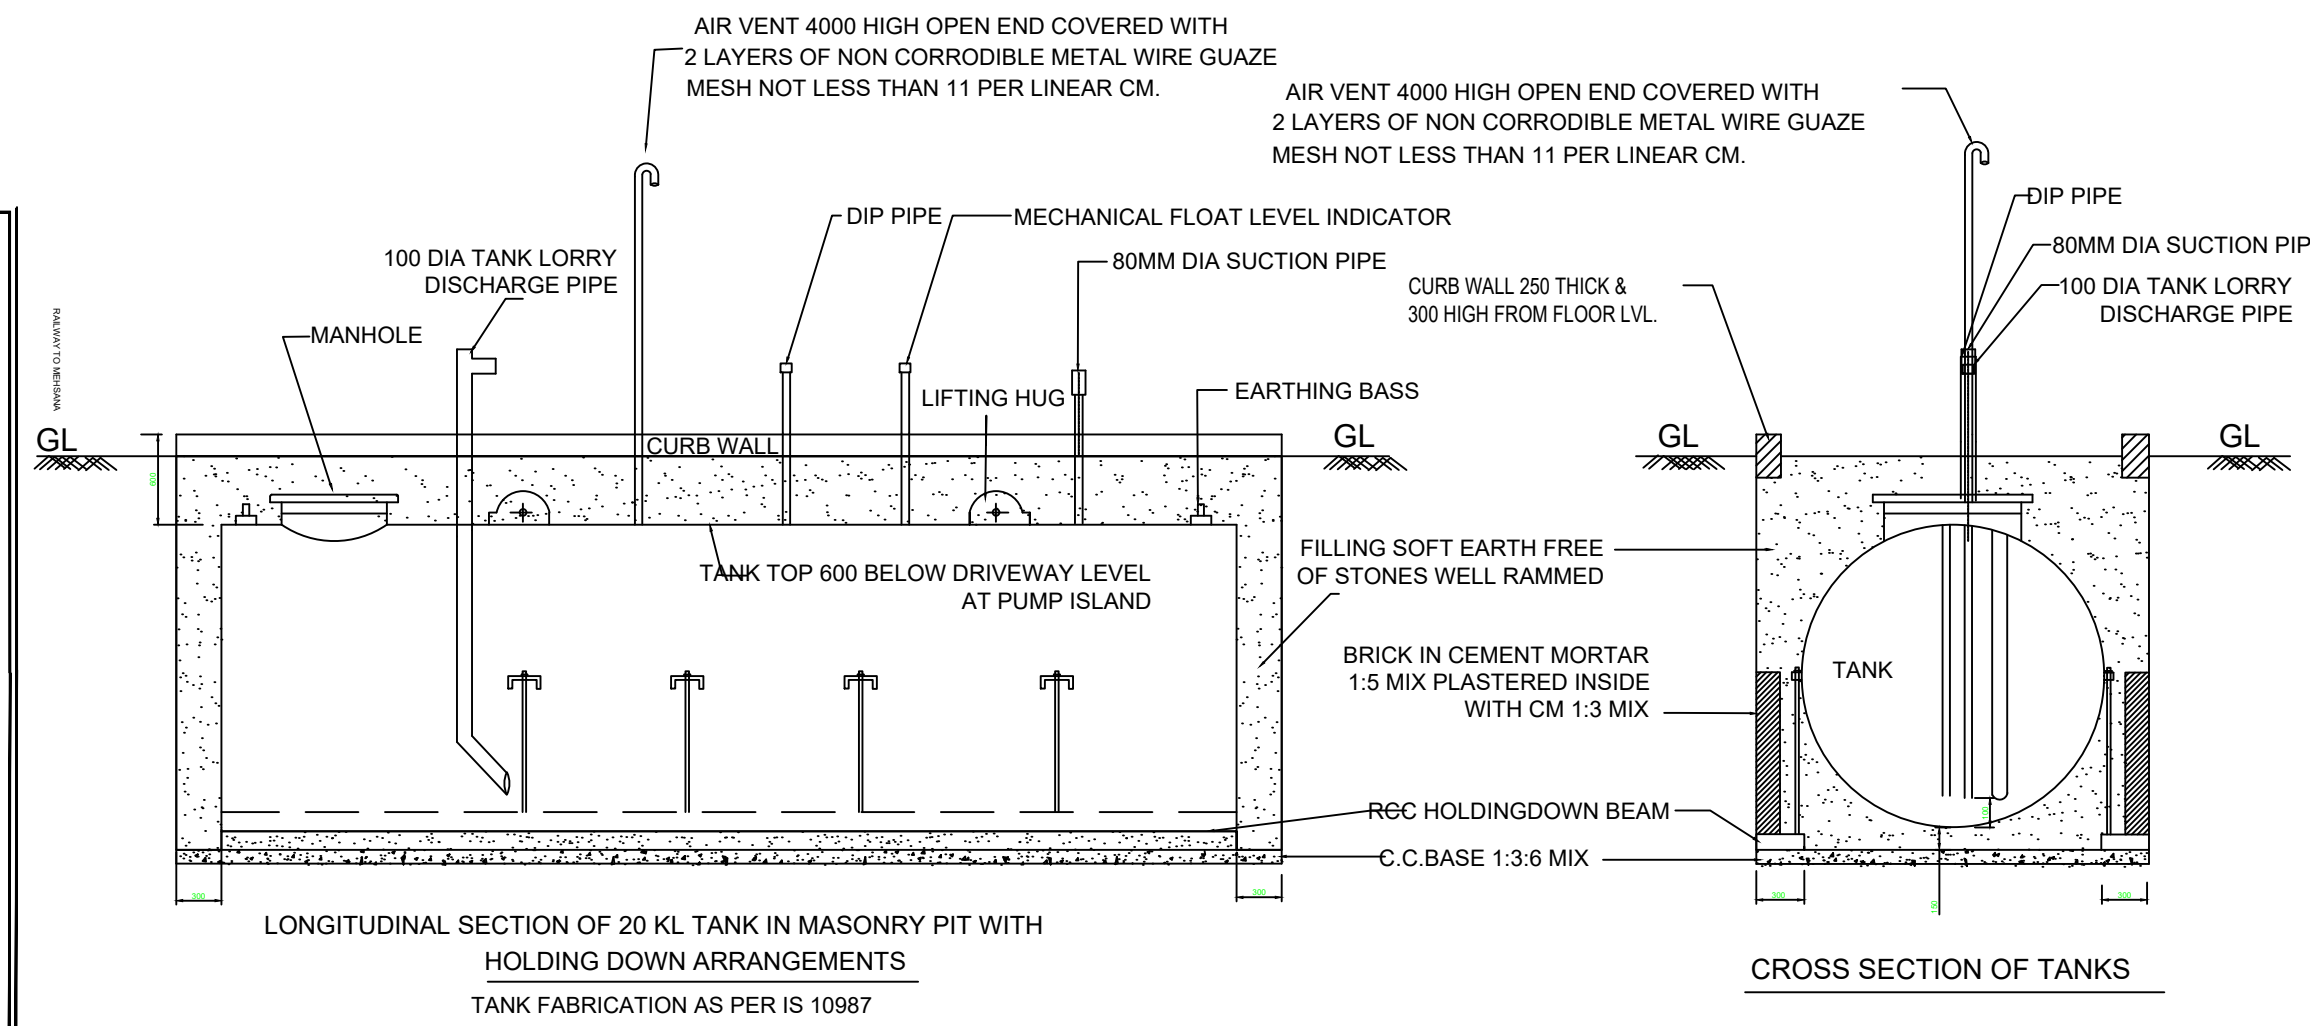 AIR VENT 4000 HIGH OPEN END COVERED WITH
2 LAYERS OF NON CORRODIBLE METAL WIRE GUAZE
MESH NOT LESS THAN 11 PER LINEAR CM.
AIR VENT 4000 HIGH OPEN END COVERED WITH
2 LAYERS OF NON CORRODIBLE METAL WIRE GUAZE
MESH NOT LESS THAN 11 PER LINEAR CM.
DIP PIPE
MECHANICAL FLOAT LEVEL INDICATOR
DIP PIPE
100 DIA TANK LORRY
DISCHARGE PIPE
80MM DIA SUCTION PIPE
80MM DIA SUCTION PIP
CURB WALL 250 THICK &
300 HIGH FROM FLOOR LVL.
100 DIA TANK LORRY
DISCHARGE PIPE
RAILWAY TO MEHSANA
MANHOLE
LIFTING HUG
EARTHING BASS
GL
CURB WALL
GL
GL
GL
600
TANK TOP 600 BELOW DRIVEWAY LEVEL
AT PUMP ISLAND
FILLING SOFT EARTH FREE
OF STONES WELL RAMMED
BRICK IN CEMENT MORTAR
1:5 MIX PLASTERED INSIDE
WITH CM 1:3 MIX
TANK
RCC HOLDINGDOWN BEAM
100
C.C.BASE 1:3:6 MIX
300
300
300
150
300
LONGITUDINAL SECTION OF 20 KL TANK IN MASONRY PIT WITH
HOLDING DOWN ARRANGEMENTS
TANK FABRICATION AS PER IS 10987
CROSS SECTION OF TANKS